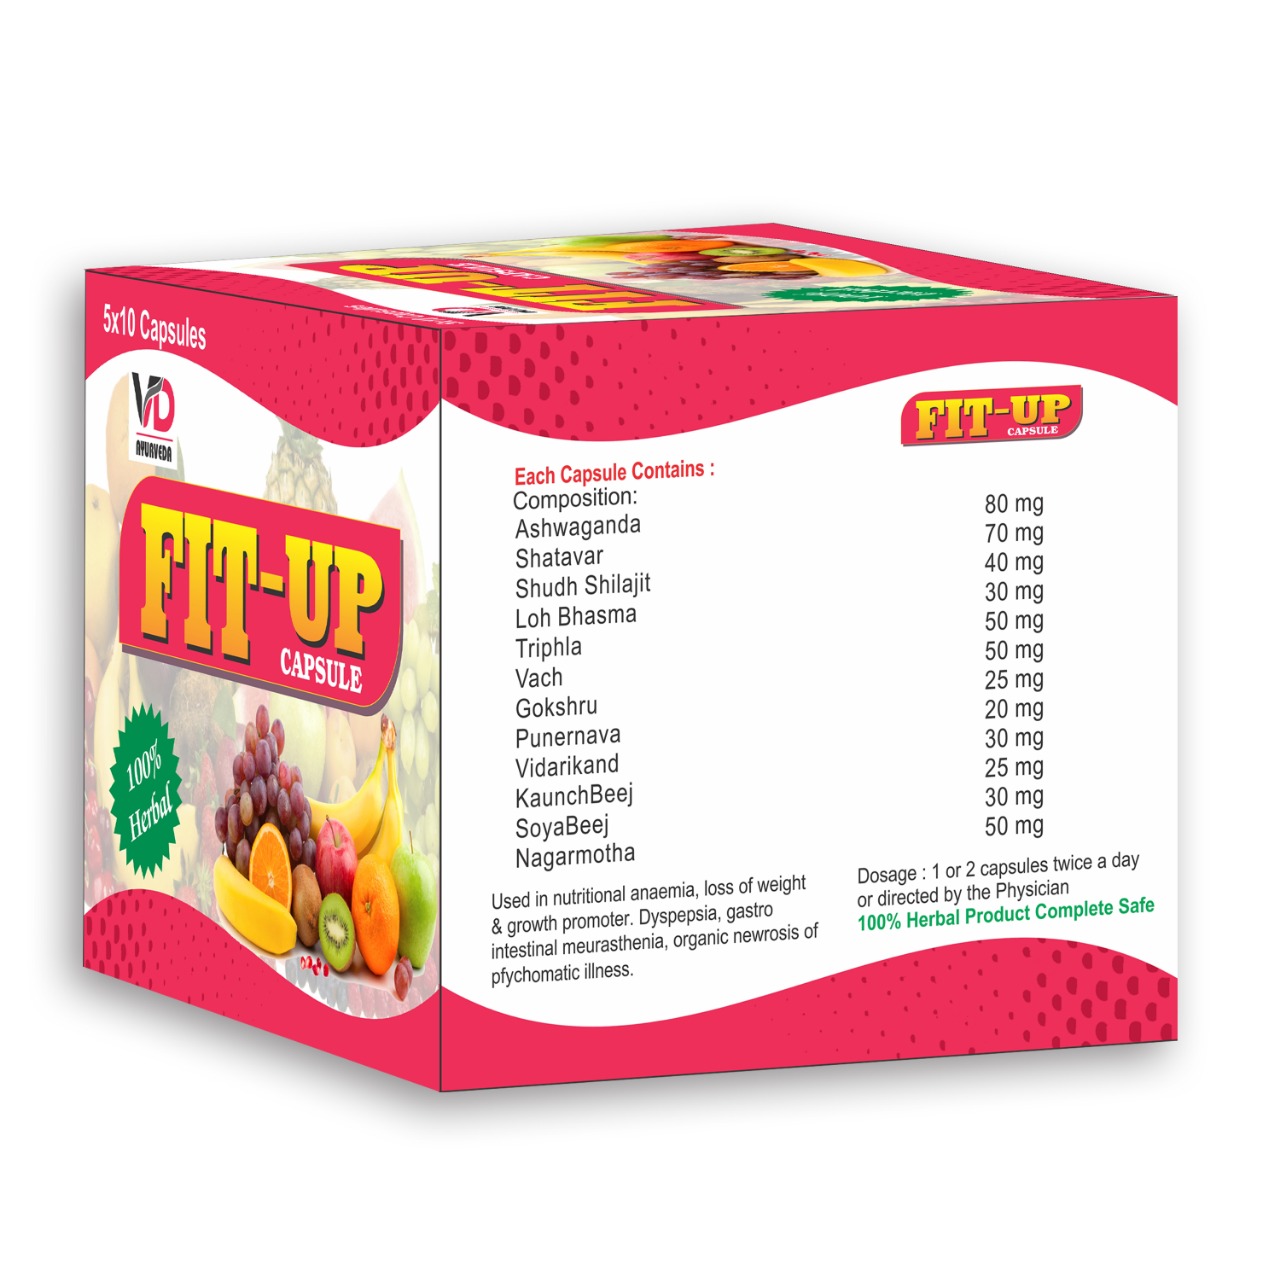 5x10 Capsules
VD
AYURVEDA
FIT-UP
CAPSULE
100%
Herbal
FIT-UP
CAPSULE
FIT-UP
CAPSULE
Each Capsule Contains :
Composition:
Ashwaganda 80 mg
Shatavar 70 mg
Shudh Shilajit 40 mg
Loh Bhasma 30 mg
Triphla 50 mg
Vach 50 mg
Gokshru 25 mg
Punernava 20 mg
Vidarikand 30 mg
KaunchBeej 25 mg
SoyaBeej 30 mg
Nagarmotha 50 mg
Used in nutritional anaemia, loss of weight
& growth promoter. Dyspepsia, gastro
intestinal meurasthenia, organic newrosis of
pfychomatic illness.
Dosage : 1 or 2 capsules twice a day
or directed by the Physician
100% Herbal Product Complete Safe